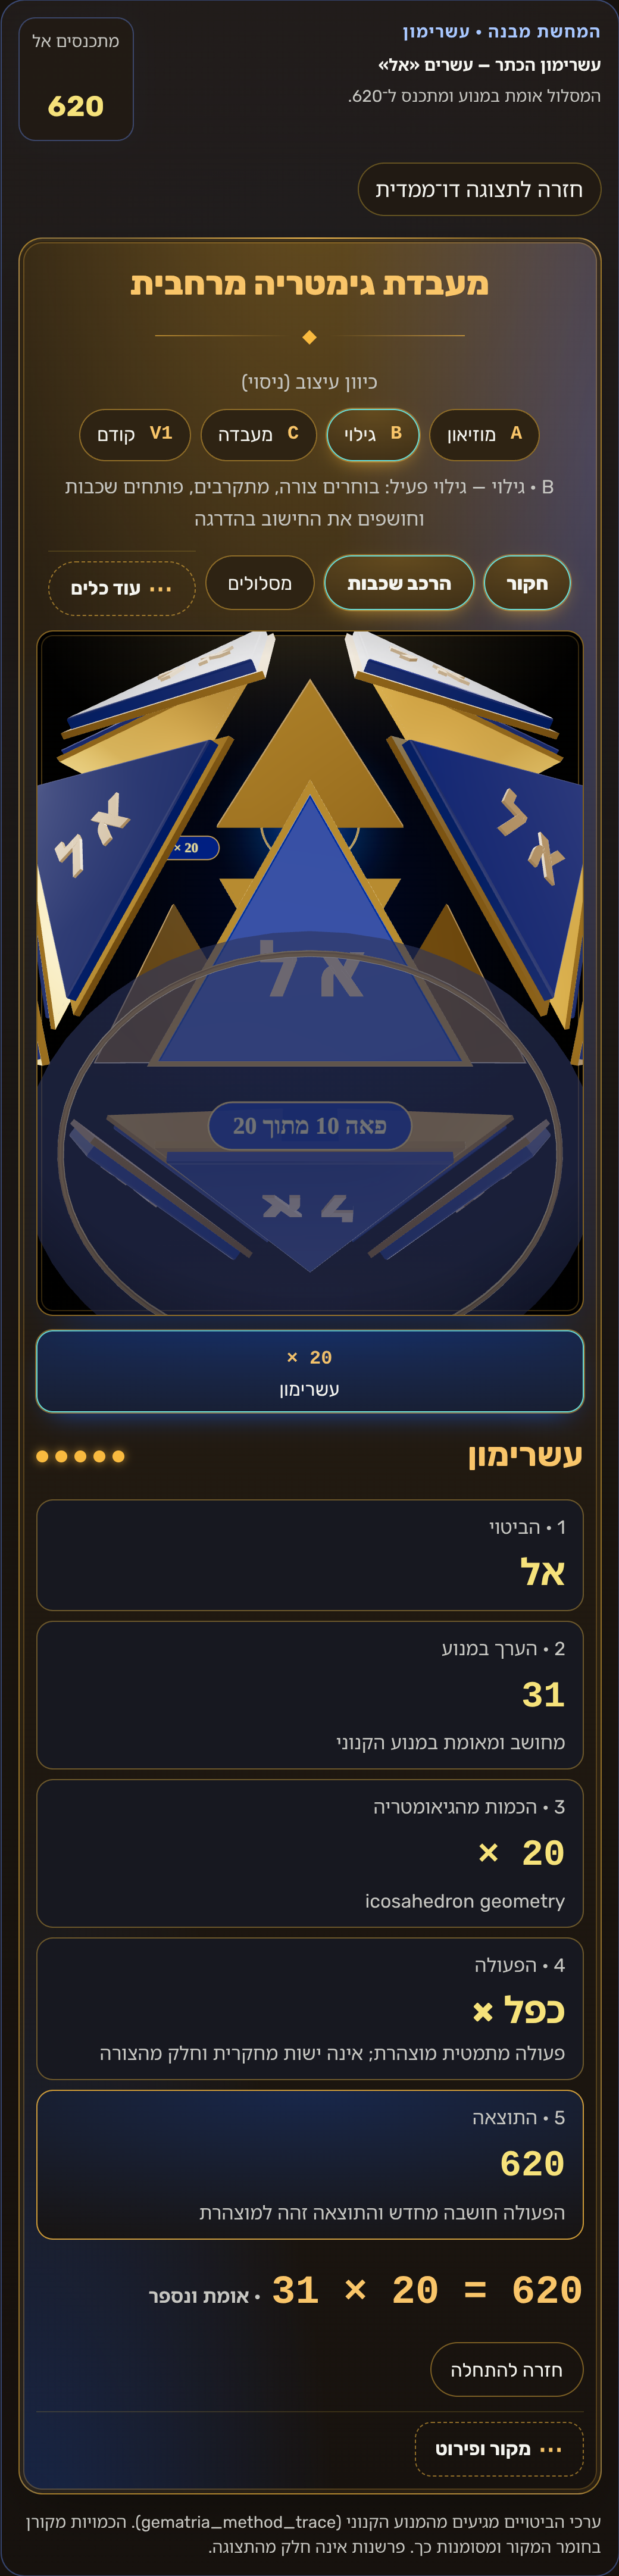 המחשת מבנה • עשרימון
עשרימון הכתר – עשרים «אל»
המסלול אומת במנוע ומתכנס ל־620.
מתכנסים אל
620
חזרה לתצוגה דו־ממדית
מעבדת גימטריה מרחבית
כיוון עיצוב (ניסוי)
A מוזיאון
B גילוי
C מעבדה
V1 קודם
B • גילוי – גילוי פעיל: בוחרים צורה, מתקרבים, פותחים שכבות
וחושפים את החישוב בהדרגה
חקור
הרכב שכבות
מסלולים
··· עוד כלים
אל
אל
× 20
אל
פאה 10 מתוך 20
אל
× 20
עשרימון
עשרימון
1 • הביטוי
אל
2 • הערך במנוע
31
מחושב ומאומת במנוע הקנוני
3 • הכמות מהגיאומטריה
× 20
icosahedron geometry
4 • הפעולה
כפל ×
פעולה מתמטית מוצהרת; אינה ישות מחקרית וחלק מהצורה
5 • התוצאה
620
הפעולה חושבה מחדש והתוצאה זהה למוצהרת
31 × 20 = 620 • אומת ונספר
חזרה להתחלה
··· מקור ופירוט
ערכי הביטויים מגיעים מהמנוע הקנוני (gematria_method_trace). הכמויות מקורן
בחומר המקור ומסומנות כך. פרשנות אינה חלק מהתצוגה.